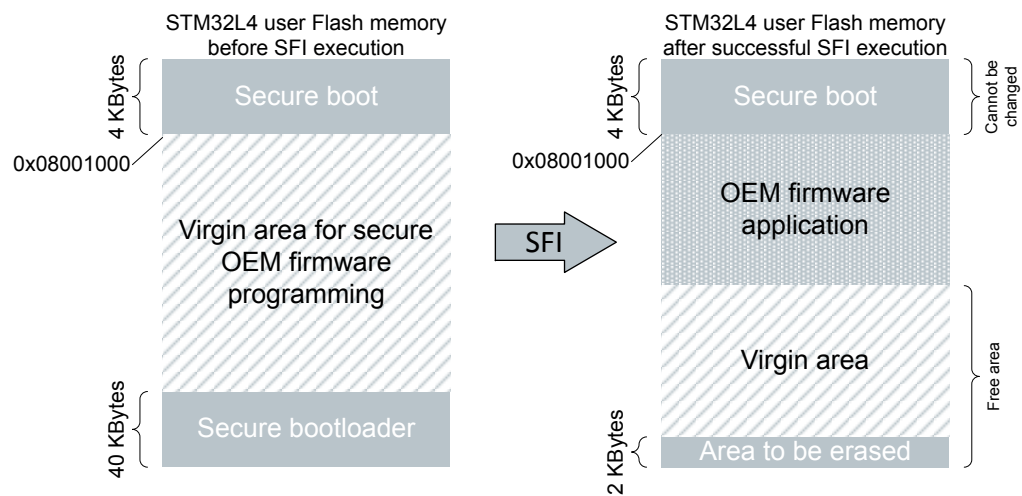 STM32L4 user Flash memory
before SFI execution
4 KBytes
Secure boot
0x08001000
Virgin area for secure
OEM firmware
programming
40 KBytes
Secure bootloader
SFI
STM32L4 user Flash memory
after successful SFI execution
4 KBytes
Secure boot
Cannot be
changed
0x08001000
OEM firmware
application
Virgin area
Free area
2 KBytes
Area to be erased